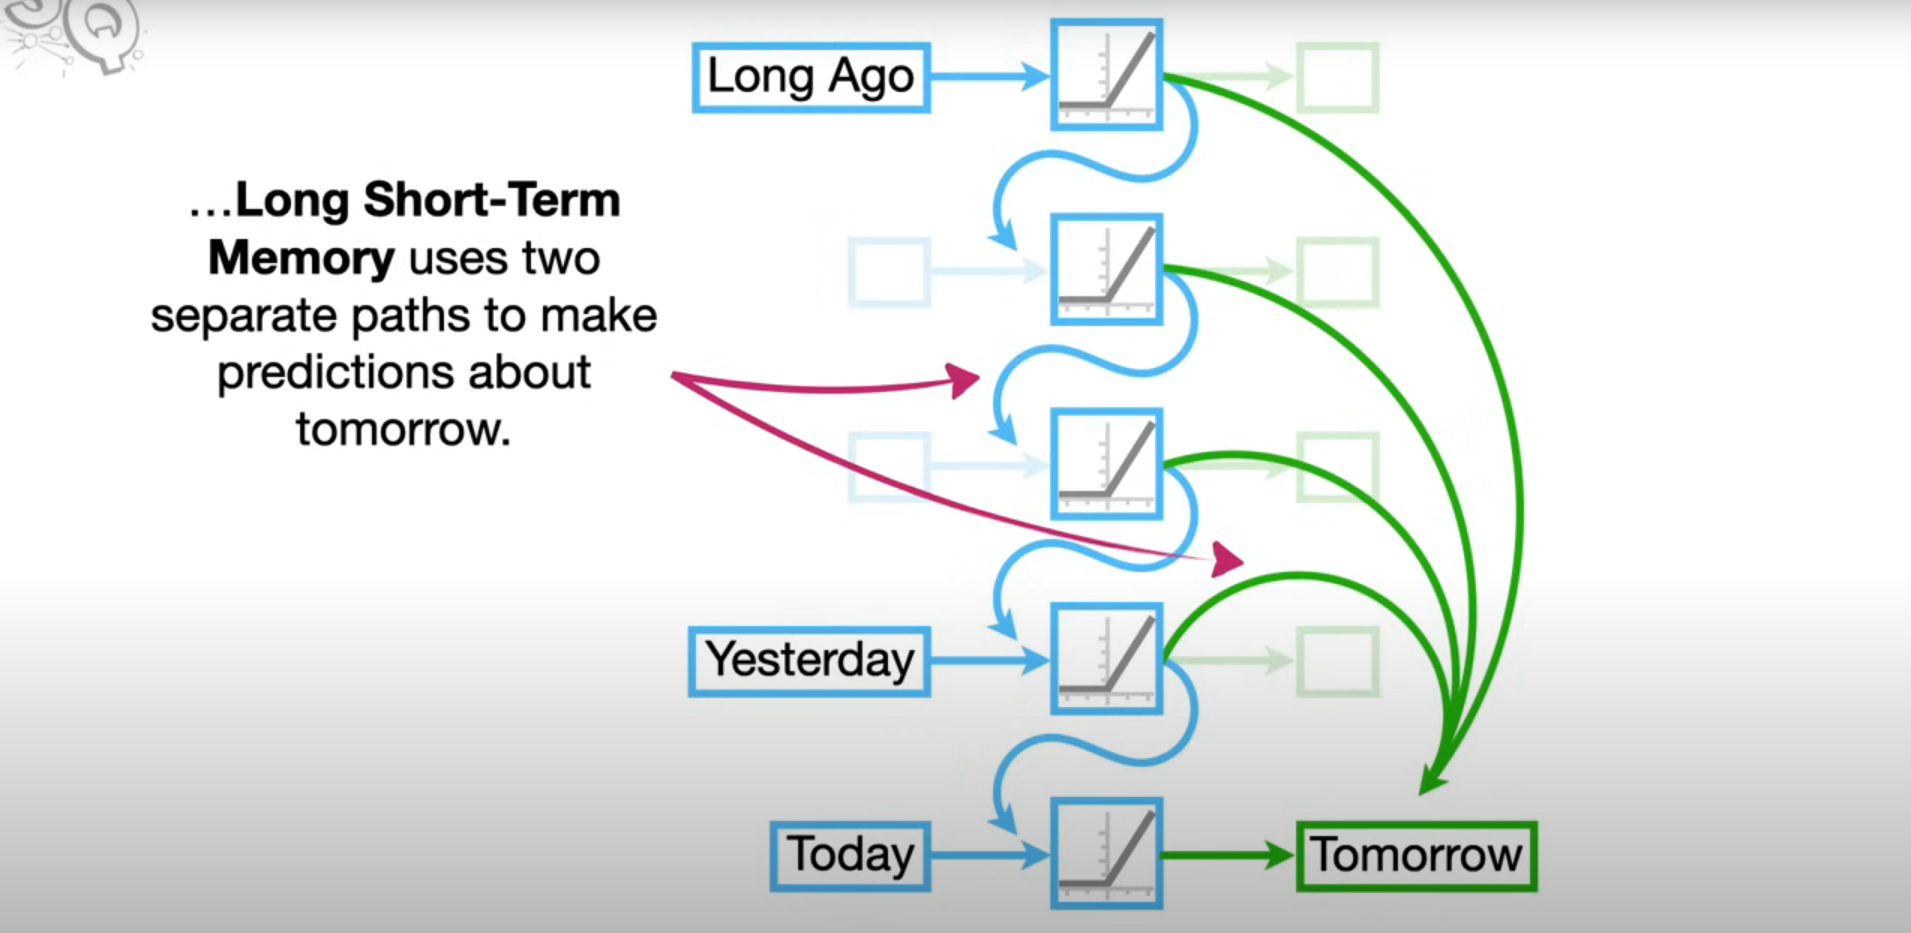 Long Ago
...Long Short-Term
Memory uses two
separate paths to make
predictions about
tomorrow.
Yesterday
Today
Tomorrow